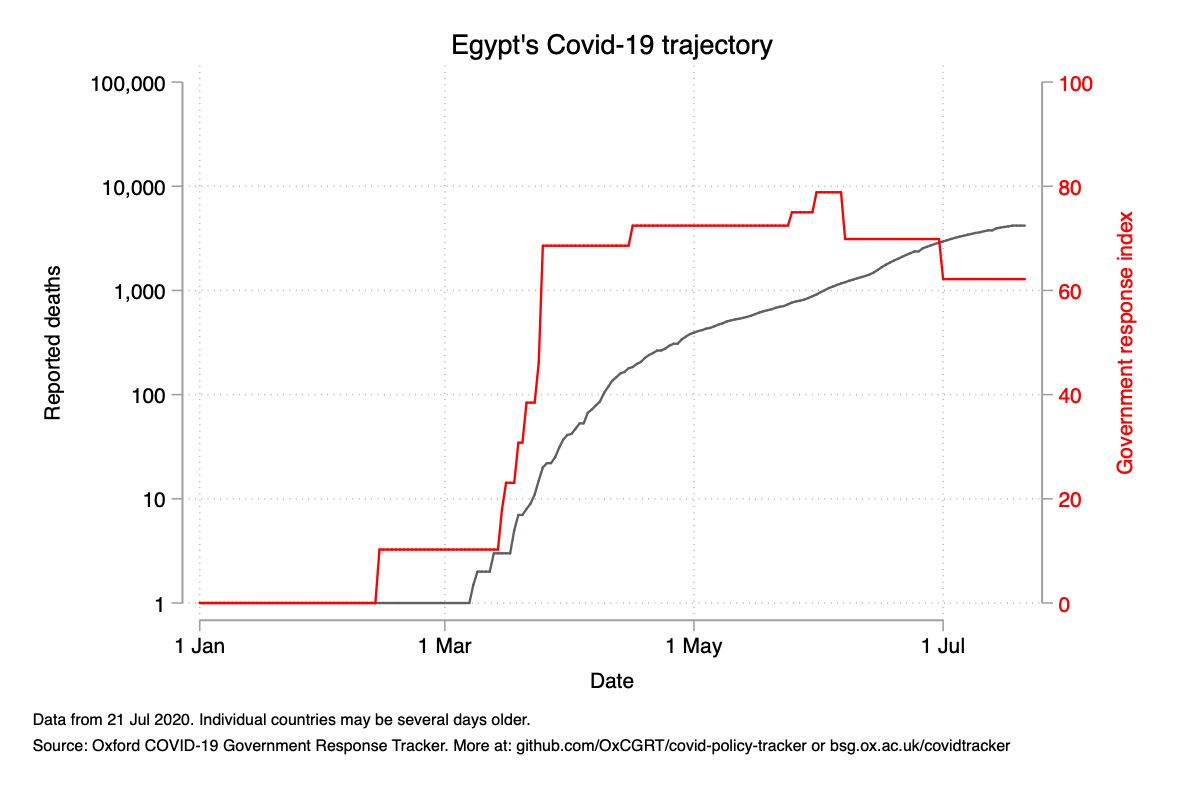 Egypt's Covid-19 trajectory
100,000
10,000
1,000
100
10
1
Reported deaths
100
80
60
40
20
0
Government response index
1 Jan
1 Mar
1 May
1 Jul
Date
Data from 21 Jul 2020. Individual countries may be several days older.
Source: Oxford COVID-19 Government Response Tracker. More at: github.com/OxCGRT/covid-policy-tracker or bsg.ox.ac.uk/covidtracker